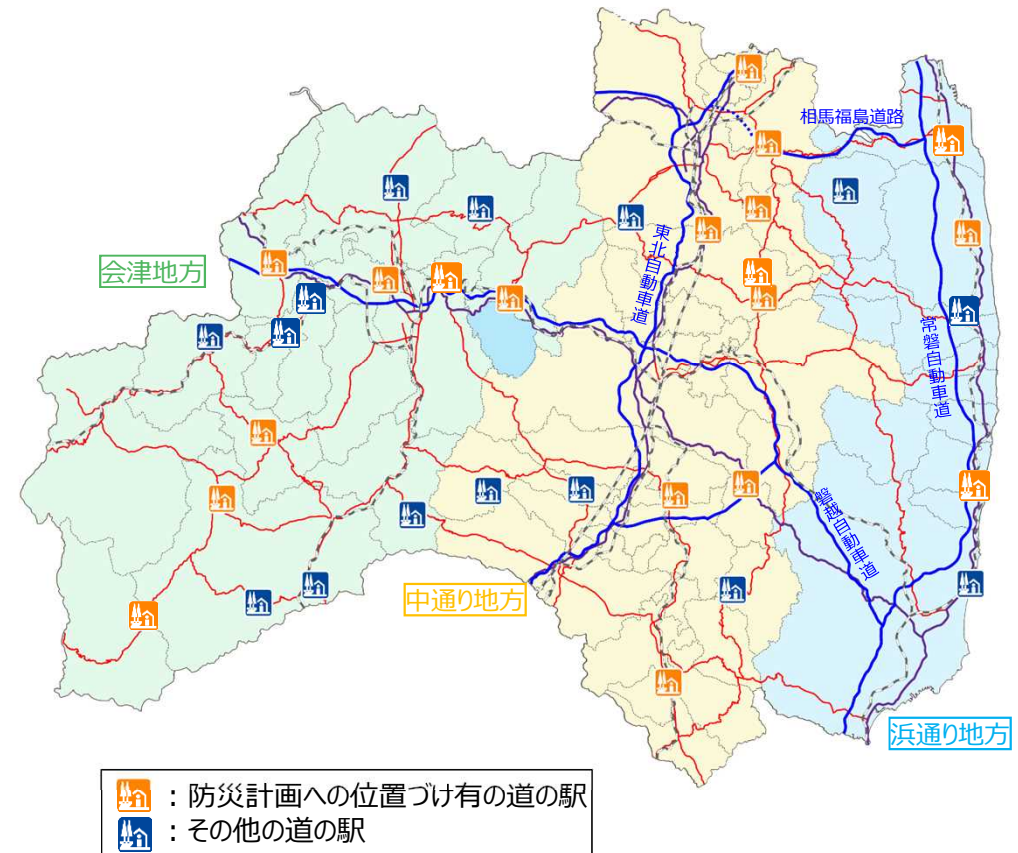 相馬福島道路
東北自動車道
会津地方
常磐自動車道
磐越自動車道
中通り地方
浜通り地方
：防災計画への位置づけ有の道の駅
：その他の道の駅